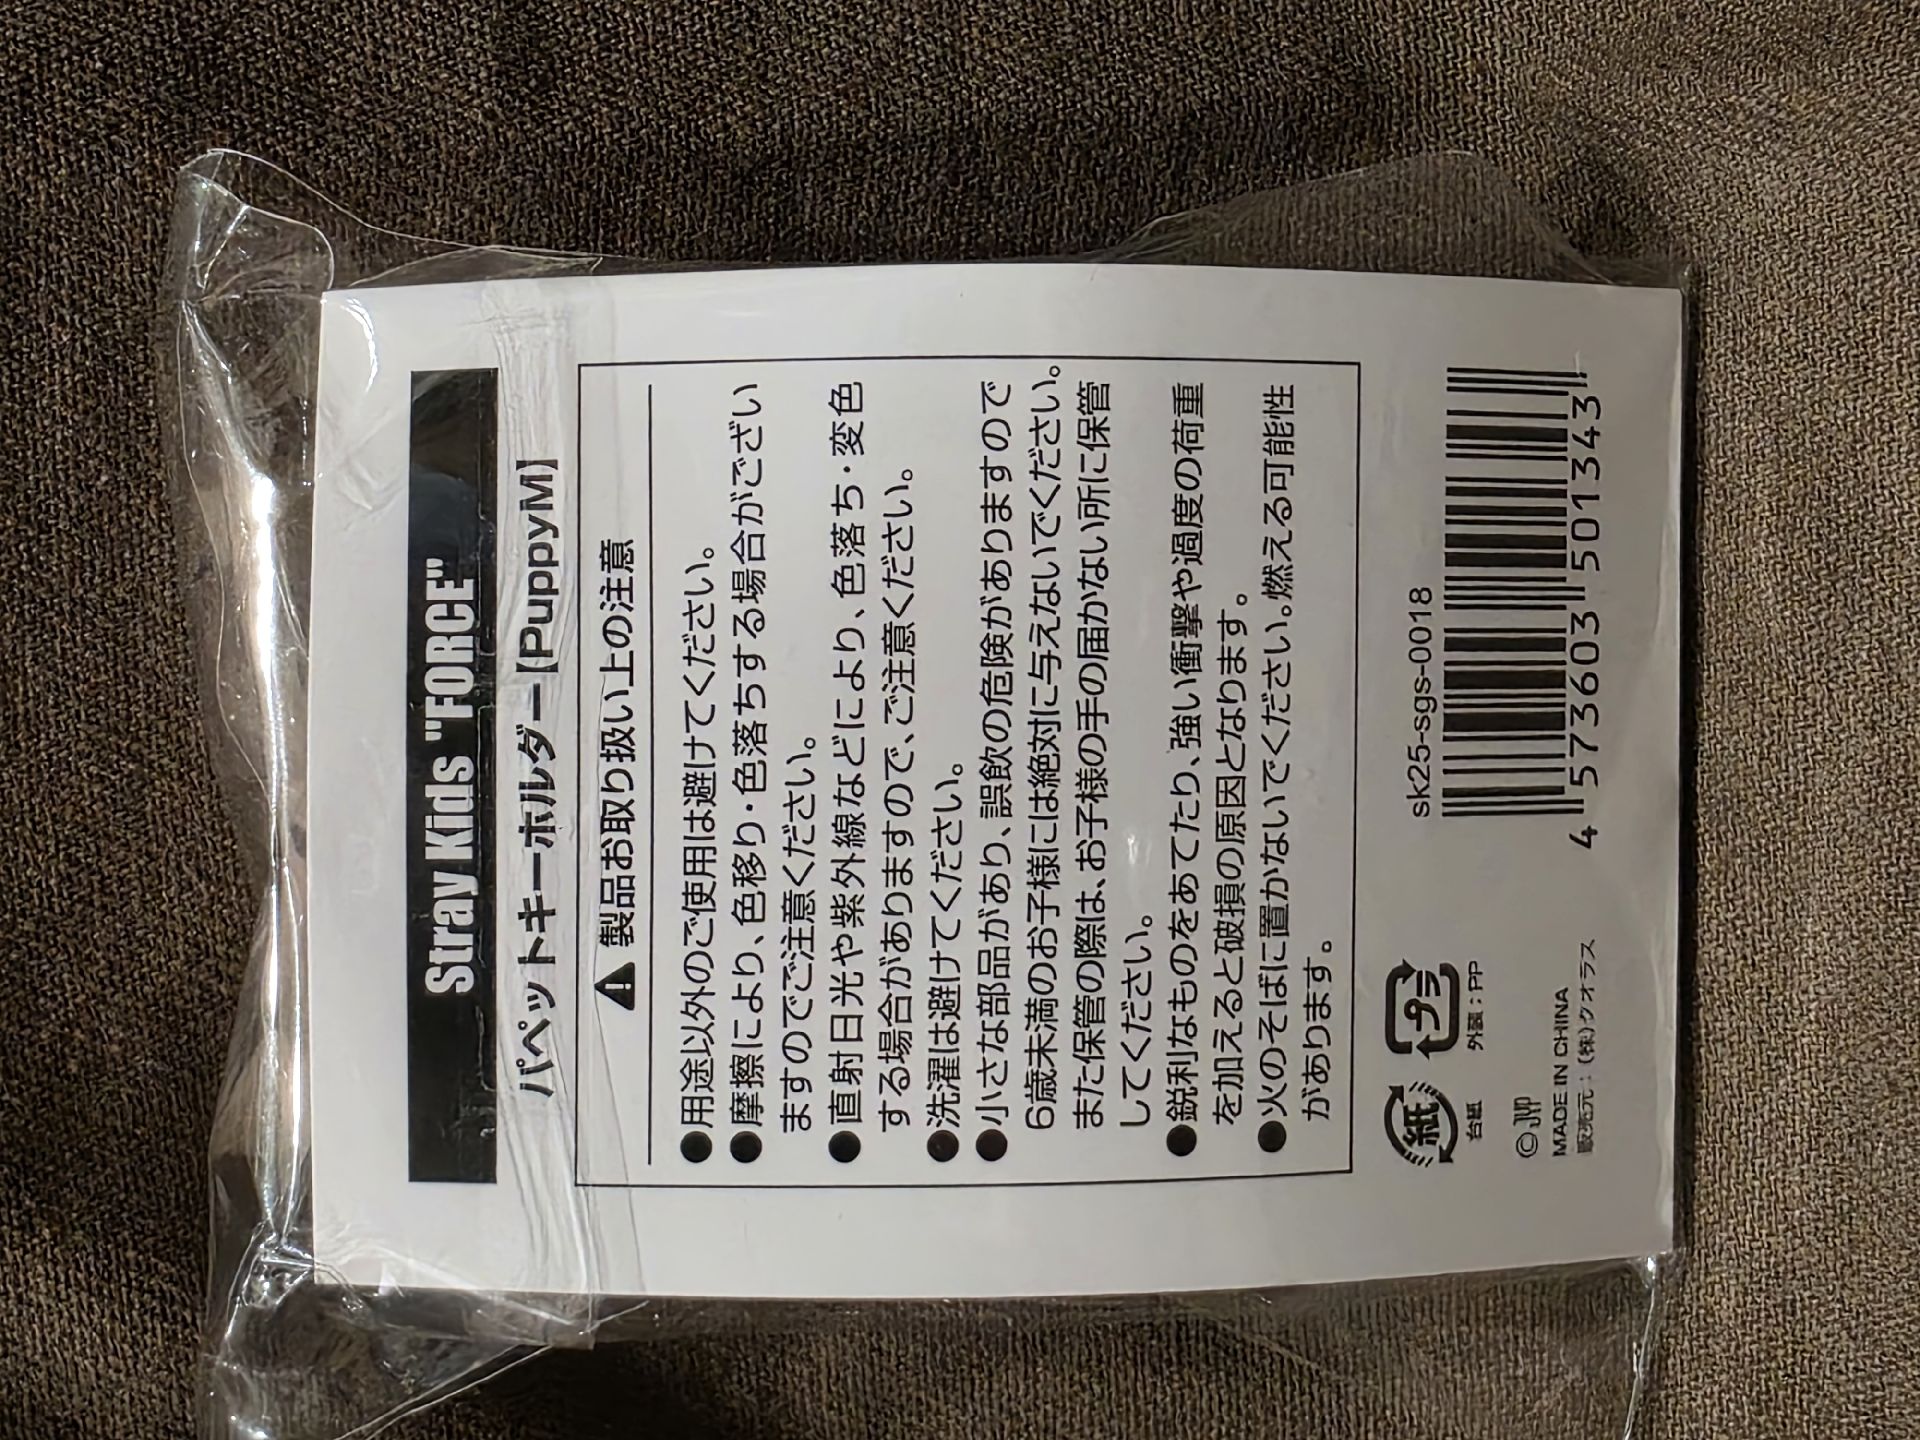 Stray Kids "FORCE"
パペットキーホルダー【PuppyM】
製品お取り扱い上の注意
●用途以外のご使用は避けてください。
●摩擦により、色移り・色落ちする場合がござい
ますのでご注意ください。
●直射日光や紫外線などにより、色落ち・変色
する場合がありますので、ご注意ください。
●洗濯は避けてください。
●小さな部品があり、誤飲の危険がありますので
6歳未満のお子様には絶対に与えないでください。
また保管の際は、お子様の手の届かない所に保管
してください。
●鋭利なものをあてたり、強い衝撃や過度の荷重
を加えると破損の原因となります。
●火のそばに置かないでください。燃える可能性
があります。
紙
台紙
プラ
外装：PP
sk25-sgs-0018
4 573603 501343
© JYP
MADE IN CHINA
販売元：（株）クオラス